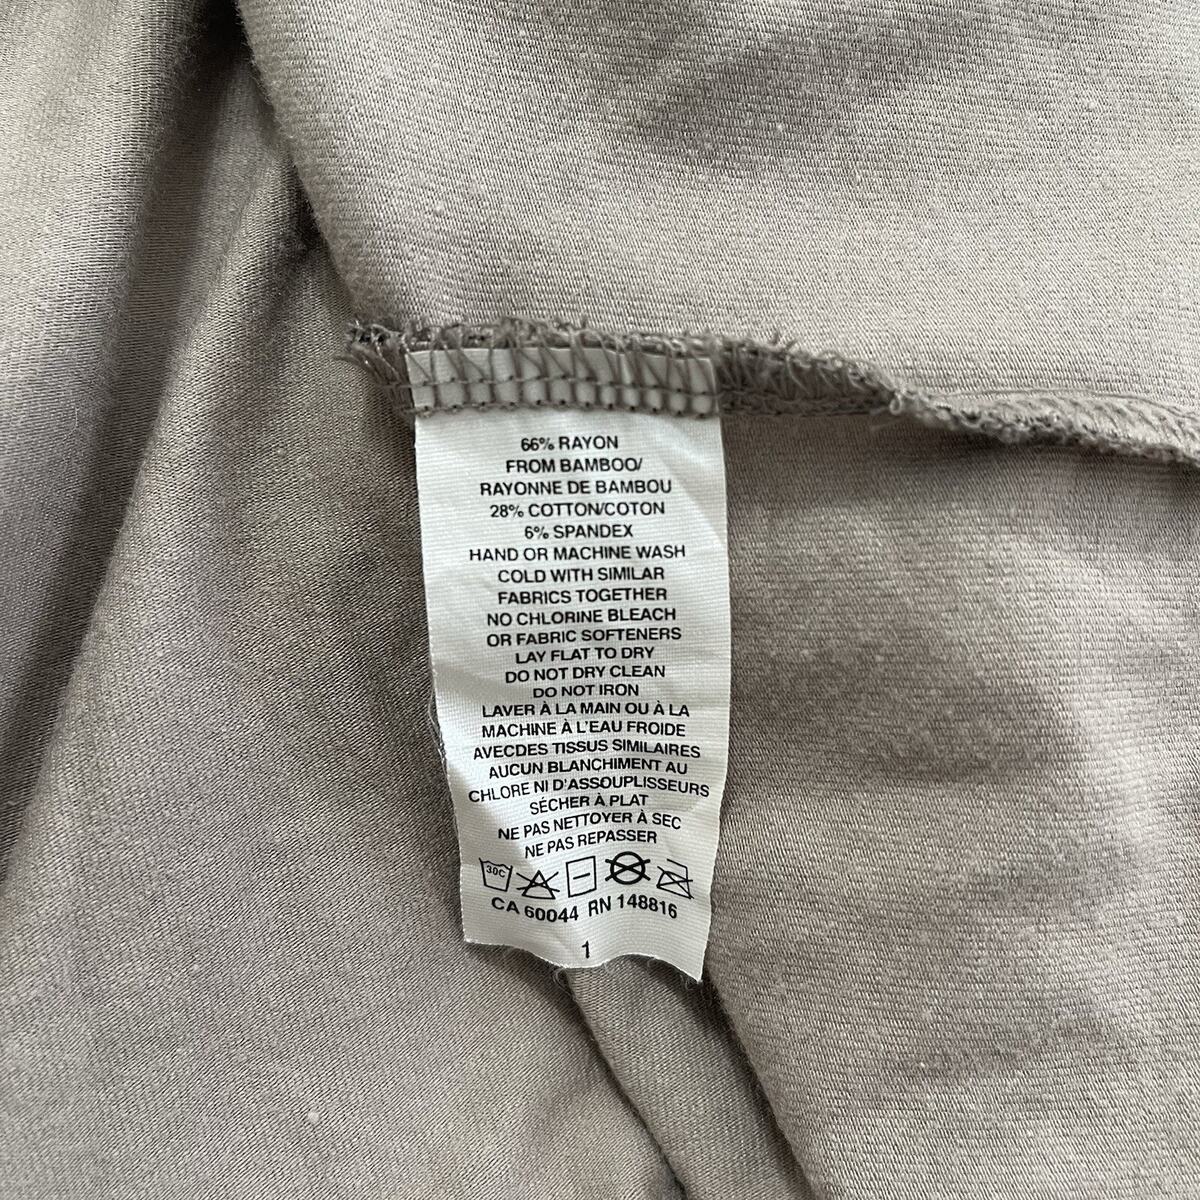 66% RAYON
FROM BAMBOO/
RAYONNE DE BAMBOU
28% COTTON/COTON
6% SPANDEX
HAND OR MACHINE WASH
COLD WITH SIMILAR
FABRICS TOGETHER
NO CHLORINE BLEACH
OR FABRIC SOFTENERS
LAY FLAT TO DRY
DO NOT DRY CLEAN
DO NOT IRON
LAVER À LA MAIN OU À LA
MACHINE À L'EAU FROIDE
AVECDES TISSUS SIMILAIRES
AUCUN BLANCHIMENT AU
CHLORE NI D'ASSOUPLISSEURS
SÉCHER À PLAT
NE PAS NETTOYER À SEC
NE PAS REPASSER
30C
CA 60044 RN 148816
1